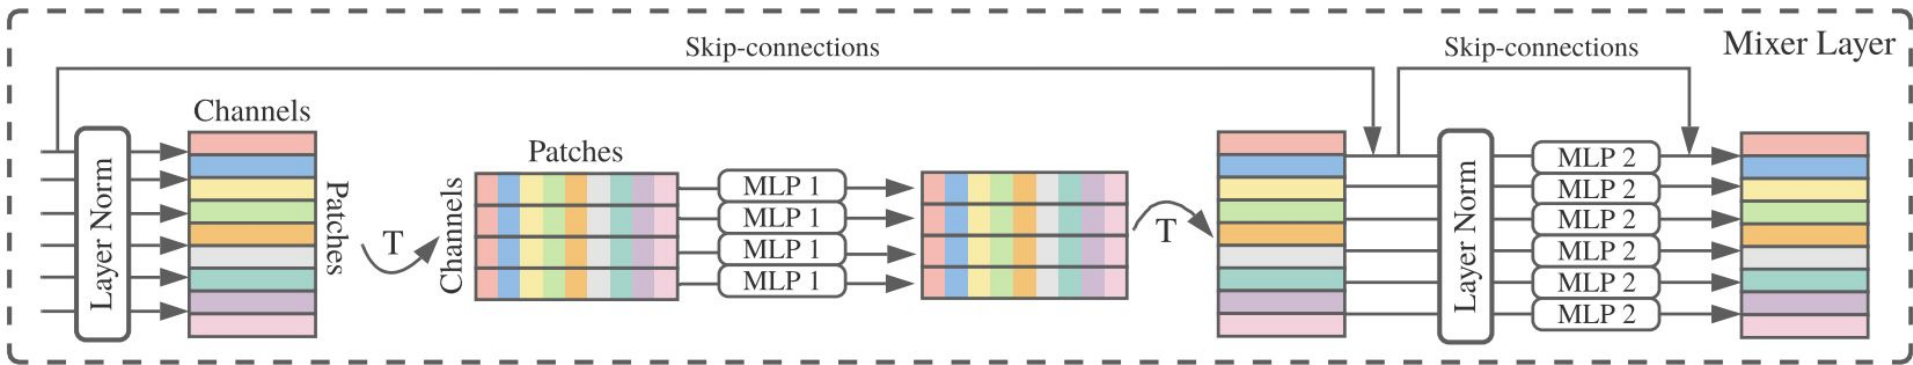 Skip-connections
Skip-connections
Mixer Layer
Channels
Layer Norm
Patches
T
Patches
Channels
MLP 1
MLP 1
MLP 1
MLP 1
T
Layer Norm
MLP 2
MLP 2
MLP 2
MLP 2
MLP 2
MLP 2